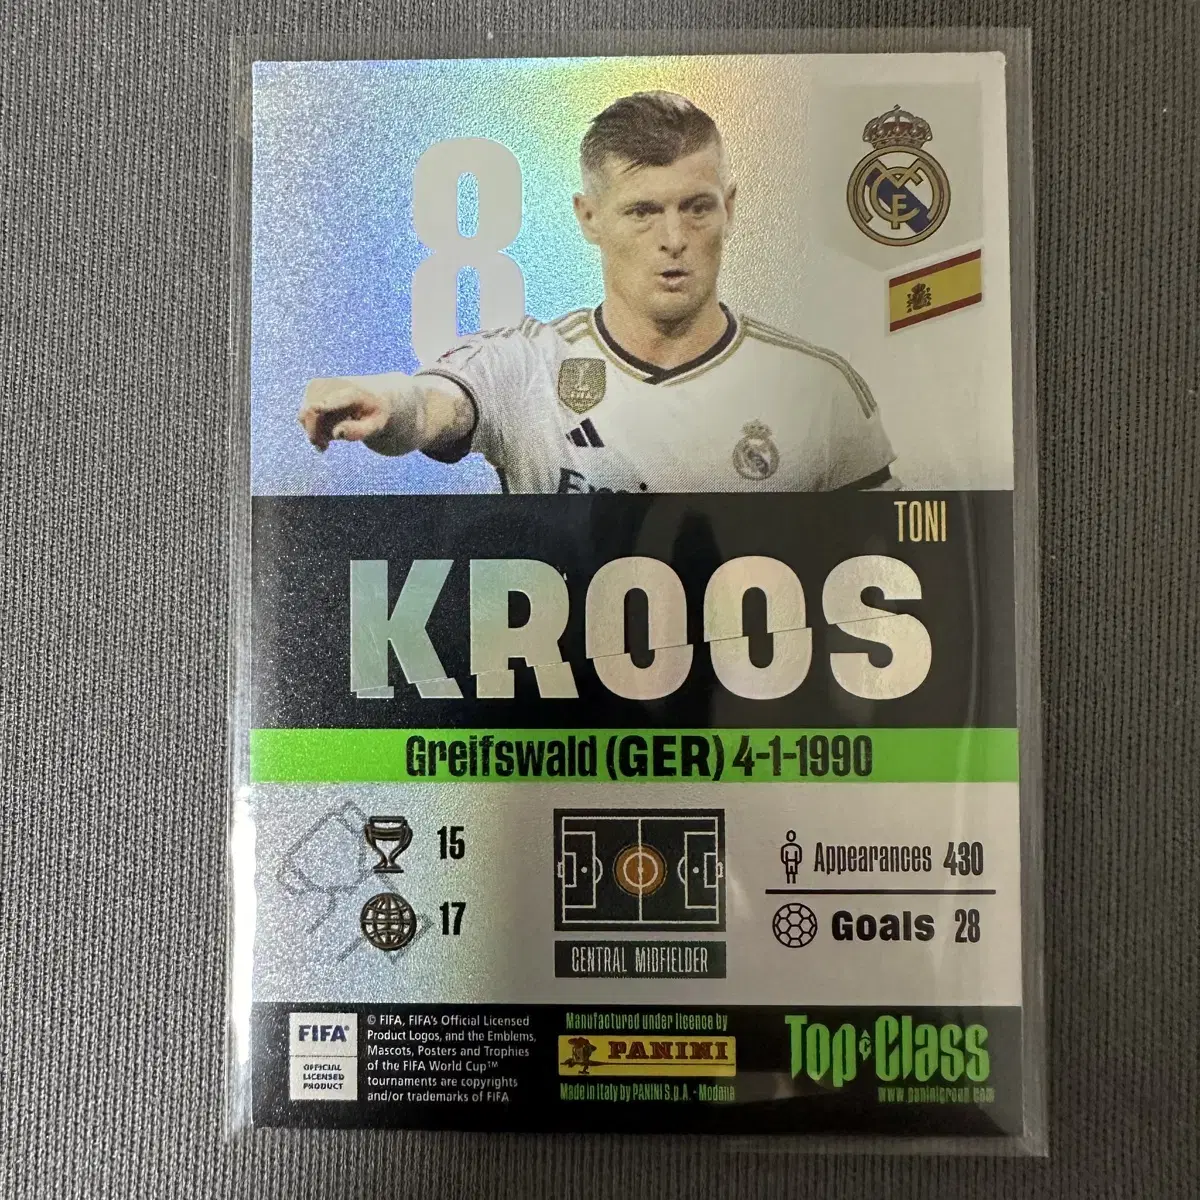 8
8
FIFA
Emi
TONI
KROOS
Greifswald (GER) 4-1-1990
15
17
CENTRAL MIDFIELDER
Appearances 430
Goals 28
FIFA®
OFFICIAL
LICENSED
PRODUCT
© FIFA, FIFA's Official Licensed
Product Logos, and the Emblems,
Mascots, Posters and Trophies
of the FIFA World Cup™
tournaments are copyrights
and/or trademarks of FIFA
Manufactured under licence by
PANINI
Made in Italy by PANINI S.p.A. - Modena
Top Class
www.paninigroup.com